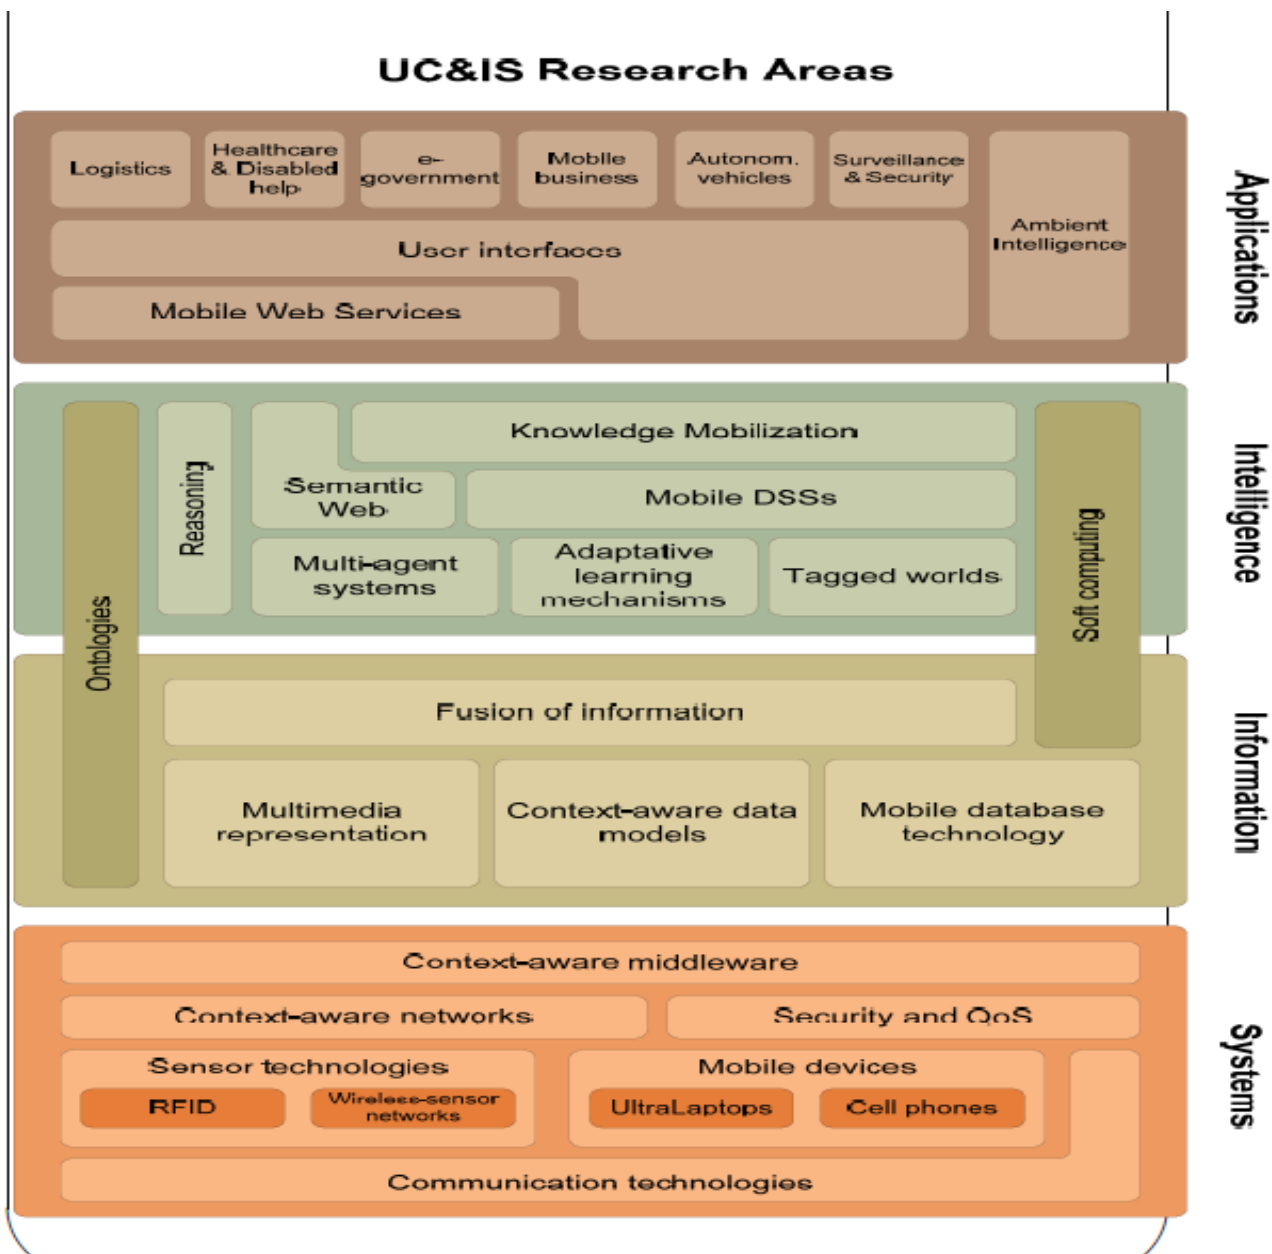 UC&IS Research Areas
Logistics
Healthcare
& Disabled
help
e-
government
Mobile
business
Autonom.
vehicles
Surveillance
& Security
Ambient
Intelligence
User interfaces
Mobile Web Services
Applications
Ontologies
Reasoning
Knowledge Mobilization
Semantic
Web
Mobile DSSs
Multi-agent
systems
Adaptative
learning
mechanisms
Tagged worlds
Soft computing
Intelligence
Fusion of information
Multimedia
representation
Context-aware data
models
Mobile database
technology
Information
Context-aware middleware
Context-aware networks
Security and QoS
Sensor technologies
RFID
Wireless-sensor
networks
Mobile devices
UltraLaptops
Cell phones
Communication technologies
Systems